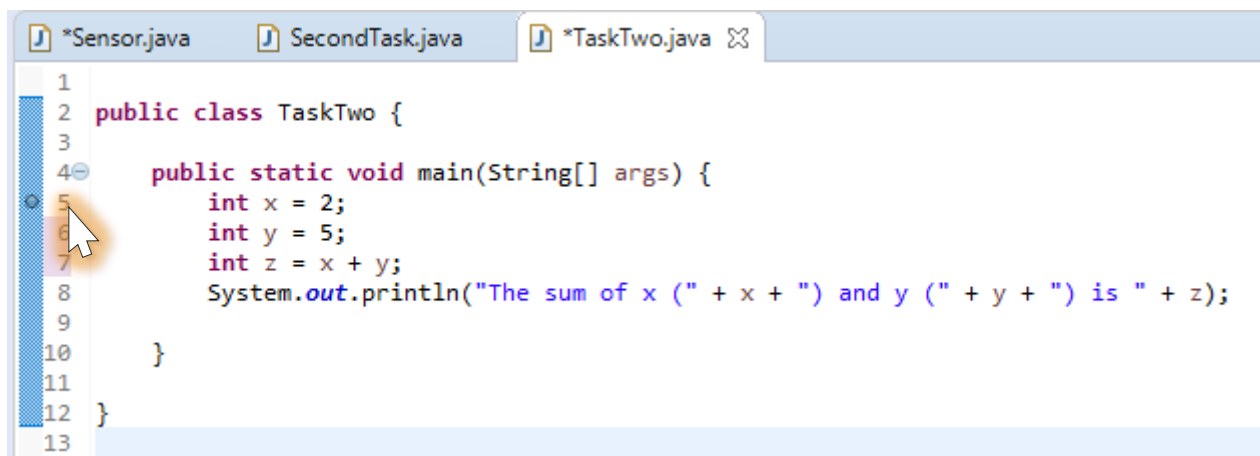 *Sensor.java SecondTask.java *TaskTwo.java
1
2 public class TaskTwo {
3
4 public static void main(String[] args) {
5 int x = 2;
6 int y = 5;
7 int z = x + y;
8 System.out.println("The sum of x (" + x + ") and y (" + y + ") is " + z);
9
10 }
11
12 }
13